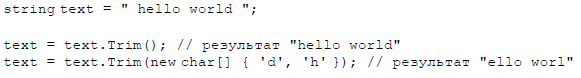 string text = " hello world ";
text = text.Trim(); // результат "hello world"
text = text.Trim(new char[] { 'd', 'h' }); // результат "ello worl"